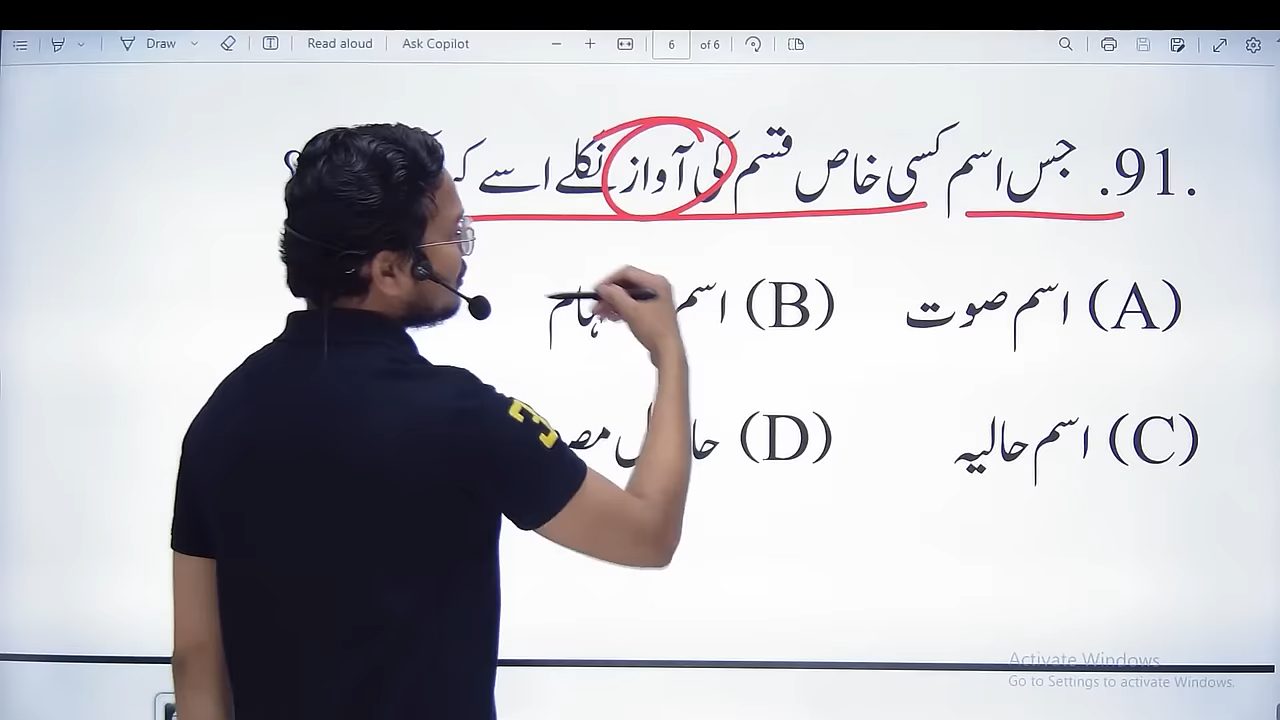 Draw
Read aloud
Ask Copilot
6 of 6
91. جس اسم کسی خاص قسم کی آواز نکلے اسے
(A) اسم صوت (B) اسم
(C) اسم حالیہ (D)
3
Activate Windows
Go to Settings to activate Windows.